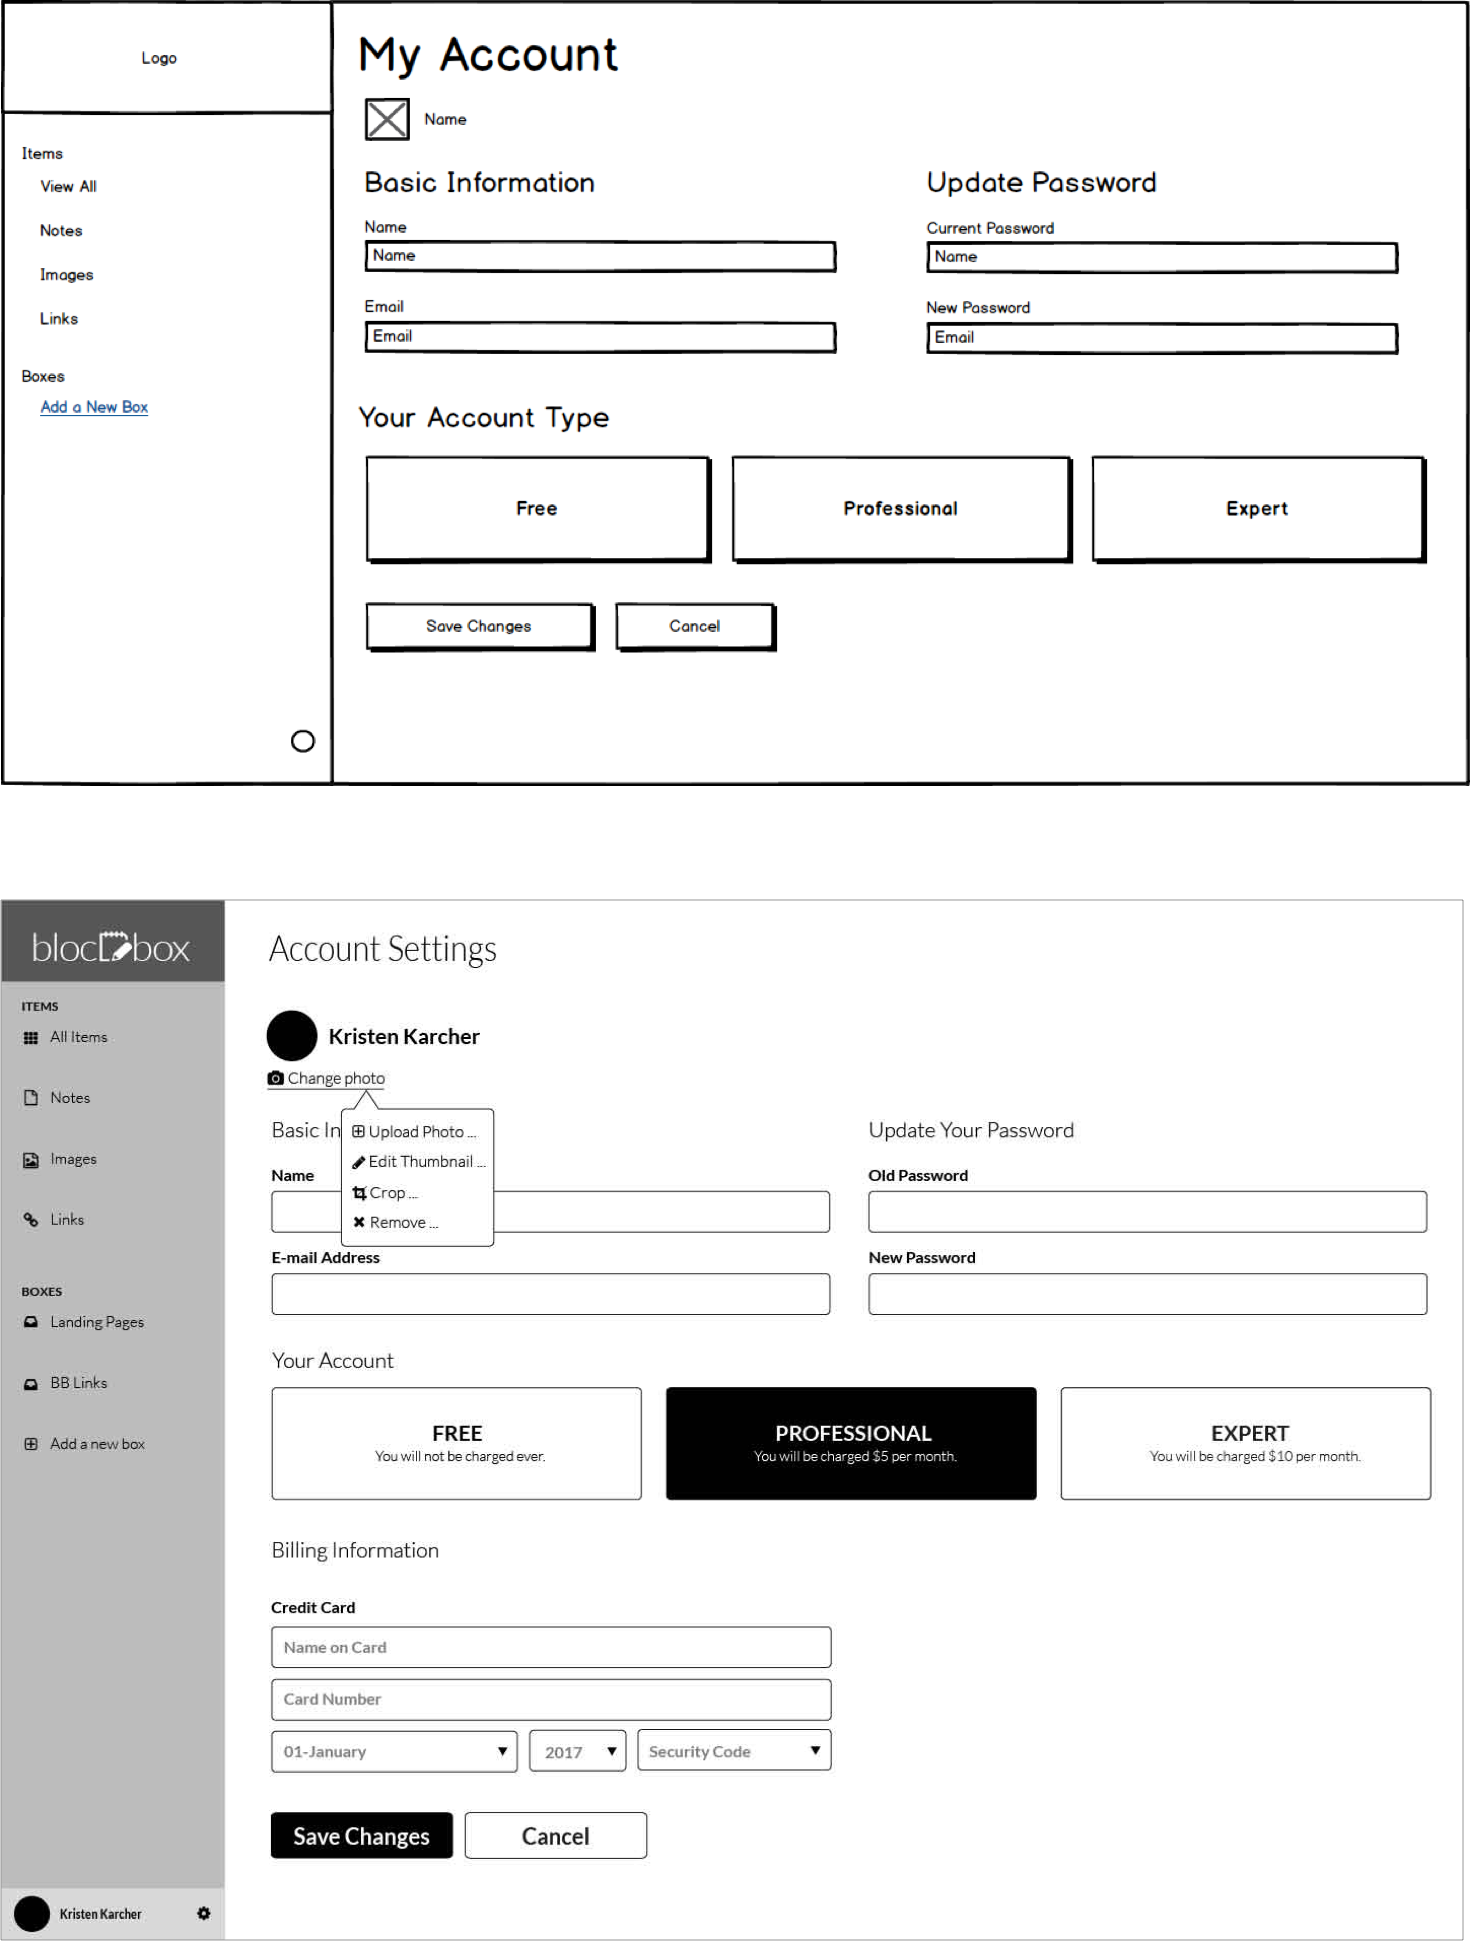 Logo
Items
View All
Notes
Images
Links
Boxes
Add a New Box
My Account
Name
Basic Information
Name
Name
Email
Email
Update Password
Current Password
Name
New Password
Email
Your Account Type
Free
Professional
Expert
Save Changes
Cancel
blocbox
ITEMS
All Items
Notes
Images
Links
BOXES
Landing Pages
BB Links
Add a new box
Kristen Karcher
Account Settings
Kristen Karcher
Change photo
Upload Photo ...
Edit Thumbnail ...
Crop ...
Remove ...
Basic In
Name
E-mail Address
Update Your Password
Old Password
New Password
Your Account
FREE
You will not be charged ever.
PROFESSIONAL
You will be charged $5 per month.
EXPERT
You will be charged $10 per month.
Billing Information
Credit Card
Name on Card
Card Number
01-January
2017
Security Code
Save Changes
Cancel